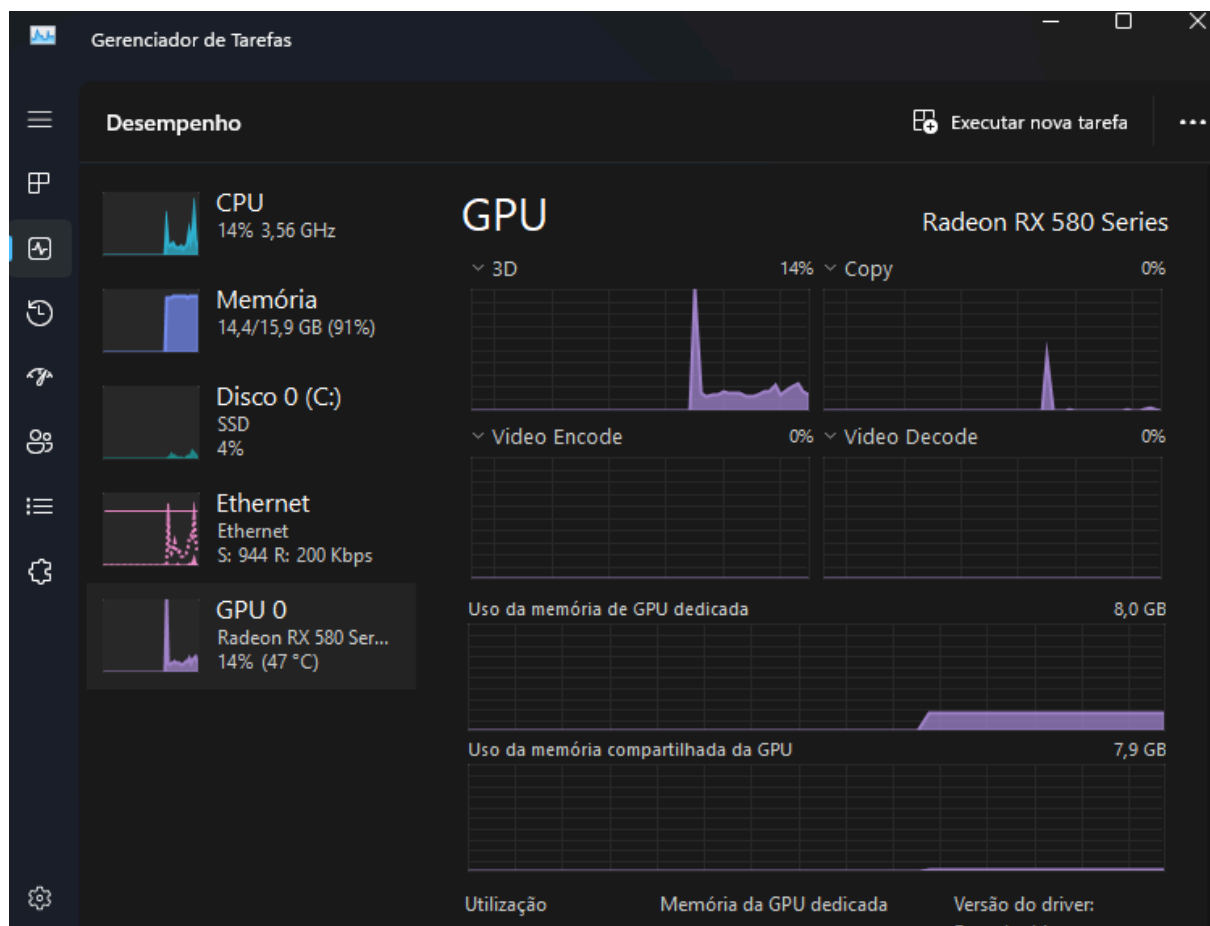 Gerenciador de Tarefas
Desempenho
Executar nova tarefa
CPU
14% 3,56 GHz
Memória
14,4/15,9 GB (91%)
Disco 0 (C:)
SSD
4%
Ethernet
Ethernet
S: 944 R: 200 Kbps
GPU 0
Radeon RX 580 Ser...
14% (47 °C)
GPU
Radeon RX 580 Series
3D 14%
Copy 0%
Video Encode 0%
Video Decode 0%
Uso da memória de GPU dedicada 8,0 GB
Uso da memória compartilhada da GPU 7,9 GB
Utilização
Memória da GPU dedicada
Versão do driver: